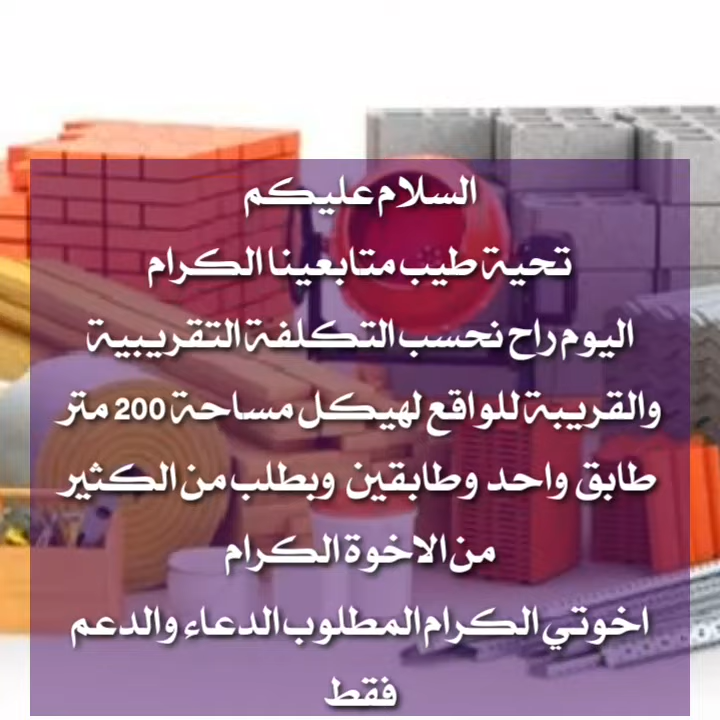 السلام عليكم
تحية طيب متابعينا الكرام
اليوم راح نحسب التكلفة التقريبية
والقريبة للواقع لهيكل مساحة 200 متر
طابق واحد وطابقين وبطلب من الكثير
من الاخوة الكرام
اخوتي الكرام المطلوب الدعاء والدعم
فقط